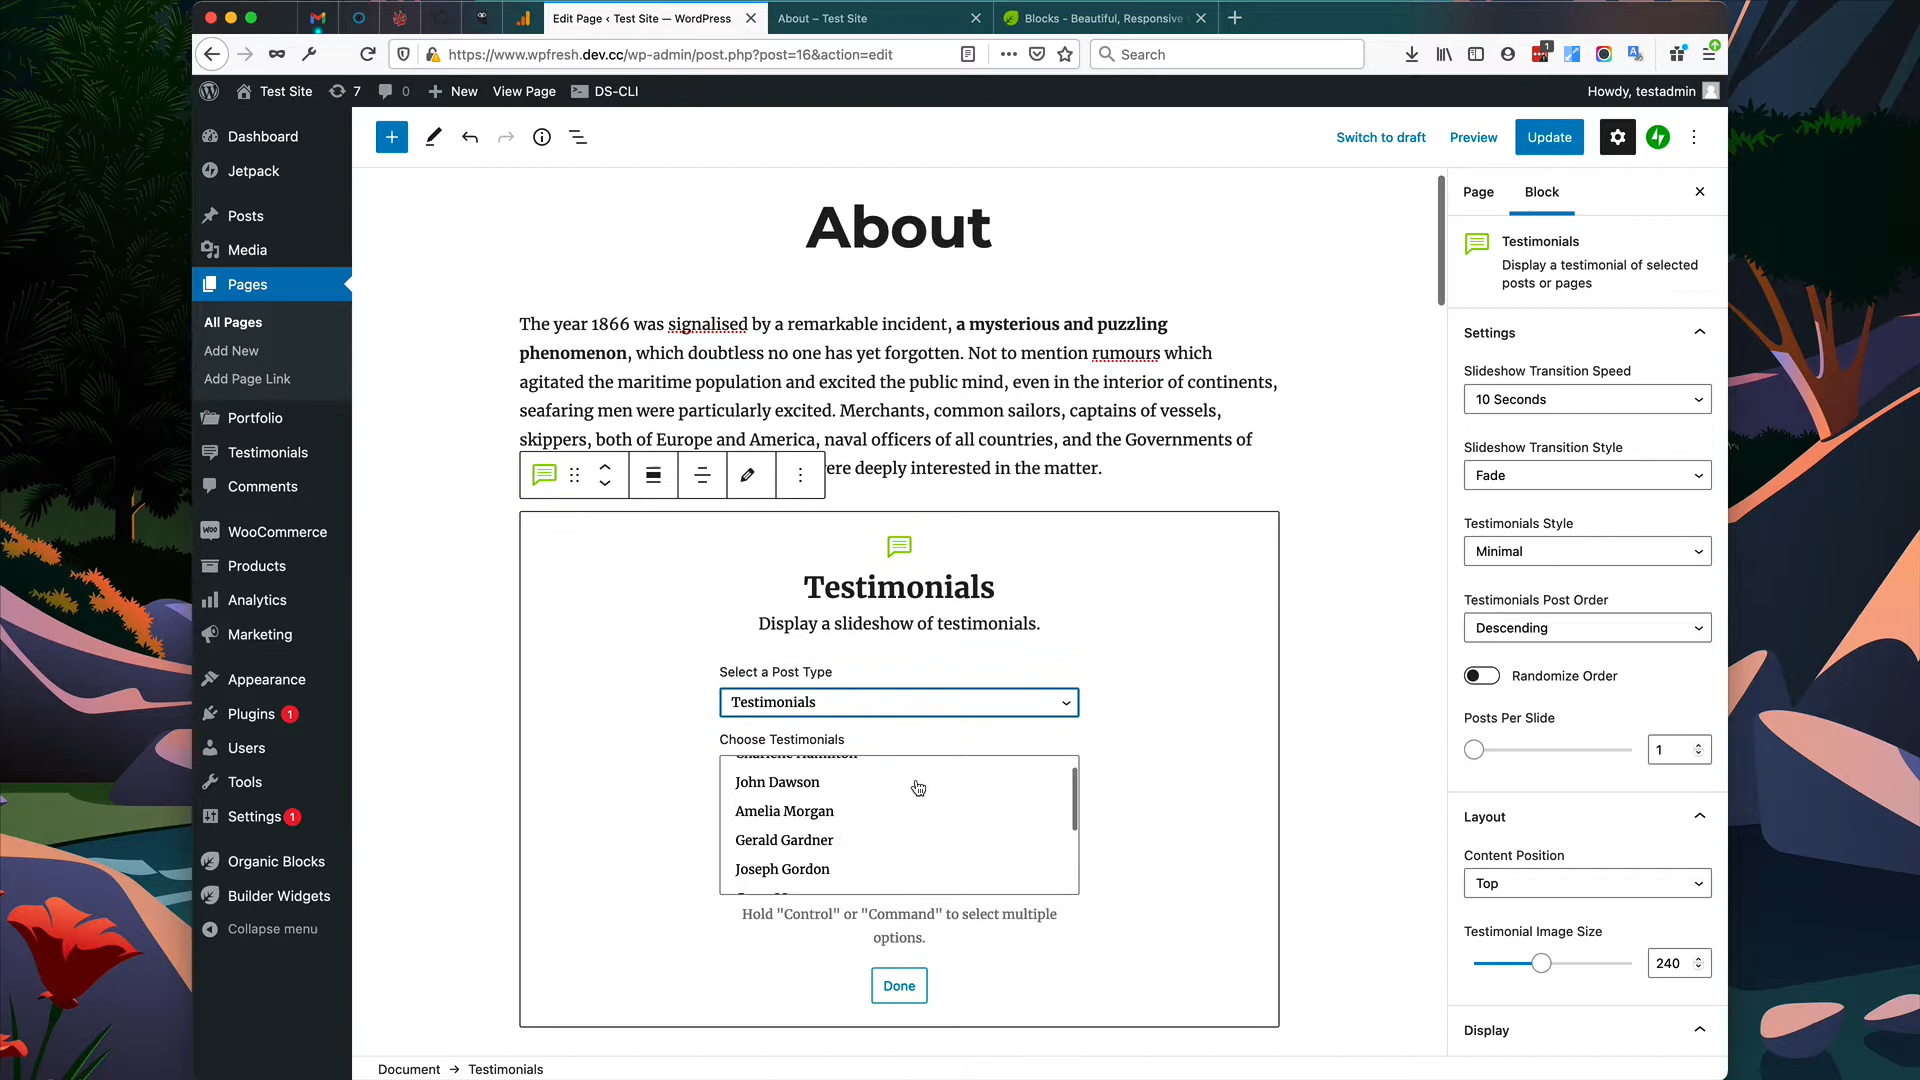 Edit Page ‹ Test Site — WordPress
About – Test Site
Blocks - Beautiful, Responsive
https://www.wpfresh.dev.cc/wp-admin/post.php?post=16&action=edit
Search
1
Test Site
7
0
New
View Page
DS-CLI
Howdy, testadmin
Dashboard
Jetpack
Posts
Media
Pages
All Pages
Add New
Add Page Link
Portfolio
Testimonials
Comments
WOO
WooCommerce
Products
Analytics
Marketing
Appearance
Plugins 1
Users
Tools
Settings 1
Organic Blocks
Builder Widgets
Collapse menu
Switch to draft
Preview
Update
About
The year 1866 was signalised by a remarkable incident, a mysterious and puzzling
phenomenon, which doubtless no one has yet forgotten. Not to mention rumours which
agitated the maritime population and excited the public mind, even in the interior of continents,
seafaring men were particularly excited. Merchants, common sailors, captains of vessels,
skippers, both of Europe and America, naval officers of all countries, and the Governments of
were deeply interested in the matter.
Testimonials
Display a slideshow of testimonials.
Select a Post Type
Testimonials
Choose Testimonials
Charlene Hamilton
John Dawson
Amelia Morgan
Gerald Gardner
Joseph Gordon
Hold "Control" or "Command" to select multiple
options.
Done
Document → Testimonials
Page
Block
Testimonials
Display a testimonial of selected
posts or pages
Settings
Slideshow Transition Speed
10 Seconds
Slideshow Transition Style
Fade
Testimonials Style
Minimal
Testimonials Post Order
Descending
Randomize Order
Posts Per Slide
1
Layout
Content Position
Top
Testimonial Image Size
240
Display